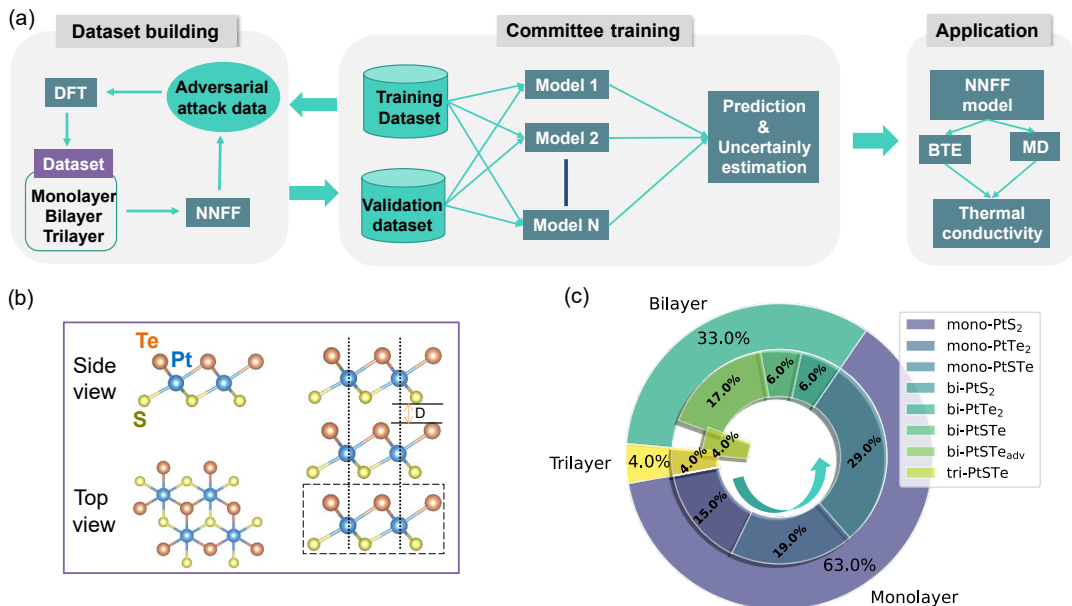 (a)
Dataset building
Committee training
Application
DFT
Adversarial
attack data
Dataset
Monolayer
Bilayer
Trilayer
NNFF
Training
Dataset
Validation
dataset
Model 1
Model 2
Model N
Prediction
&
Uncertainly
estimation
NNFF
model
BTE
MD
Thermal
conductivity
(b)
Side
view
Te
Pt
S
D
Top
view
(c)
Bilayer
33.0%
Trilayer
4.0%
63.0%
Monolayer
17.0%
6.0%
6.0%
29.0%
19.0%
15.0%
4.0%
4.0%
mono-PtS₂
mono-PtTe₂
mono-PtSTe
bi-PtS₂
bi-PtTe₂
bi-PtSTe
bi-PtSTeadv
tri-PtSTe